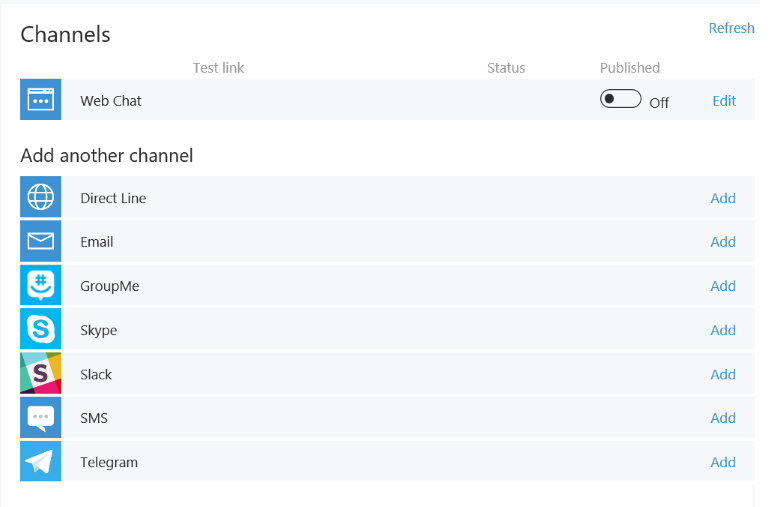 Channels
Refresh
Test link Status Published
Web Chat Off Edit
Add another channel
Direct Line Add
Email Add
GroupMe Add
Skype Add
Slack Add
SMS Add
Telegram Add